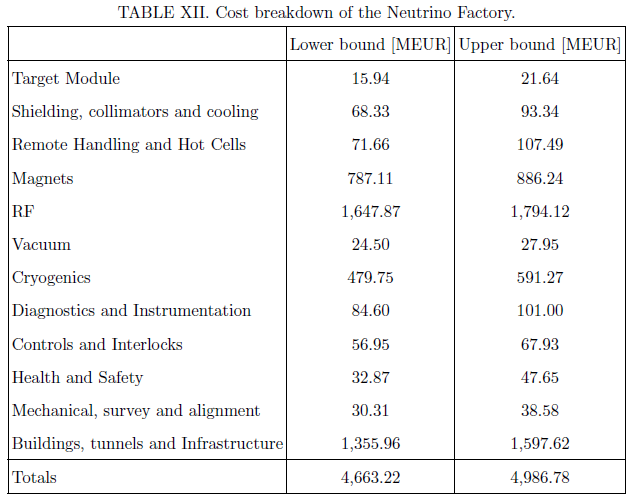 TABLE XII. Cost breakdown of the Neutrino Factory.
Lower bound [MEUR] Upper bound [MEUR]
Target Module 15.94 21.64
Shielding, collimators and cooling 68.33 93.34
Remote Handling and Hot Cells 71.66 107.49
Magnets 787.11 886.24
RF 1,647.87 1,794.12
Vacuum 24.50 27.95
Cryogenics 479.75 591.27
Diagnostics and Instrumentation 84.60 101.00
Controls and Interlocks 56.95 67.93
Health and Safety 32.87 47.65
Mechanical, survey and alignment 30.31 38.58
Buildings, tunnels and Infrastructure 1,355.96 1,597.62
Totals 4,663.22 4,986.78